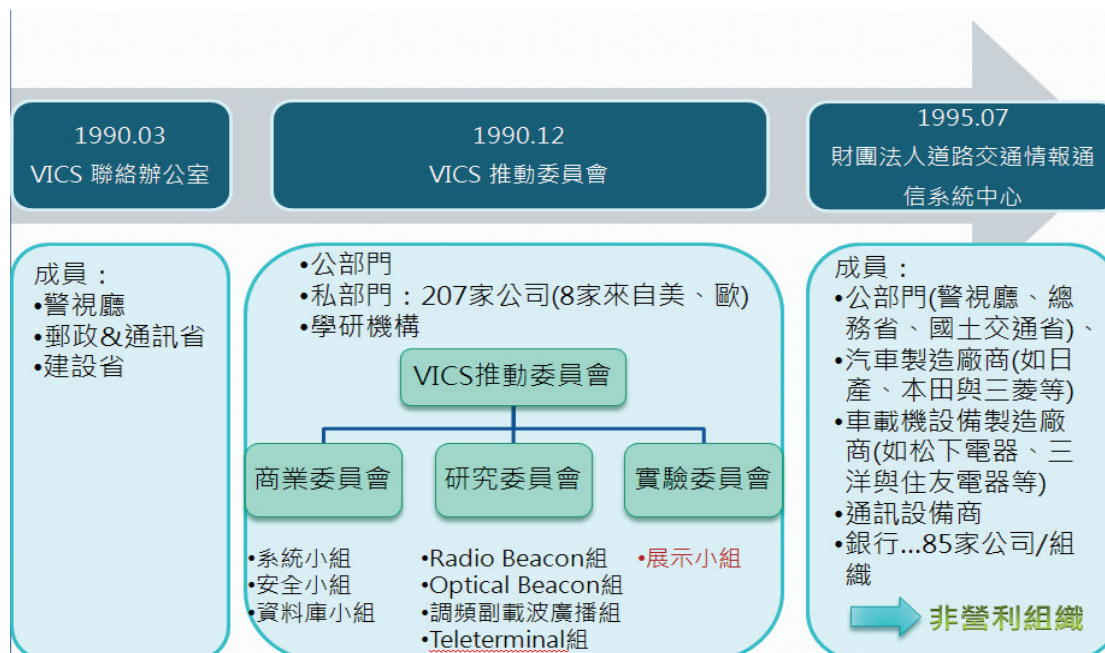 1990.03
VICS 聯絡辦公室
1990.12
VICS 推動委員會
1995.07
財團法人道路交通情報通
信系統中心
成員：
•警視廳
•郵政&通訊省
•建設省
•公部門
•私部門：207家公司(8家來自美、歐)
•學研機構
VICS推動委員會
商業委員會
研究委員會
實驗委員會
•系統小組
•安全小組
•資料庫小組
•Radio Beacon組
•Optical Beacon組
•調頻副載波廣播組
•Teleterminal組
•展示小組
成員：
•公部門(警視廳、總
務省、國土交通省)、
•汽車製造廠商(如日
產、本田與三菱等)
•車載機設備製造廠
商(如松下電器、三
洋與住友電器等)
•通訊設備商
•銀行...85家公司/組
織
非營利組織